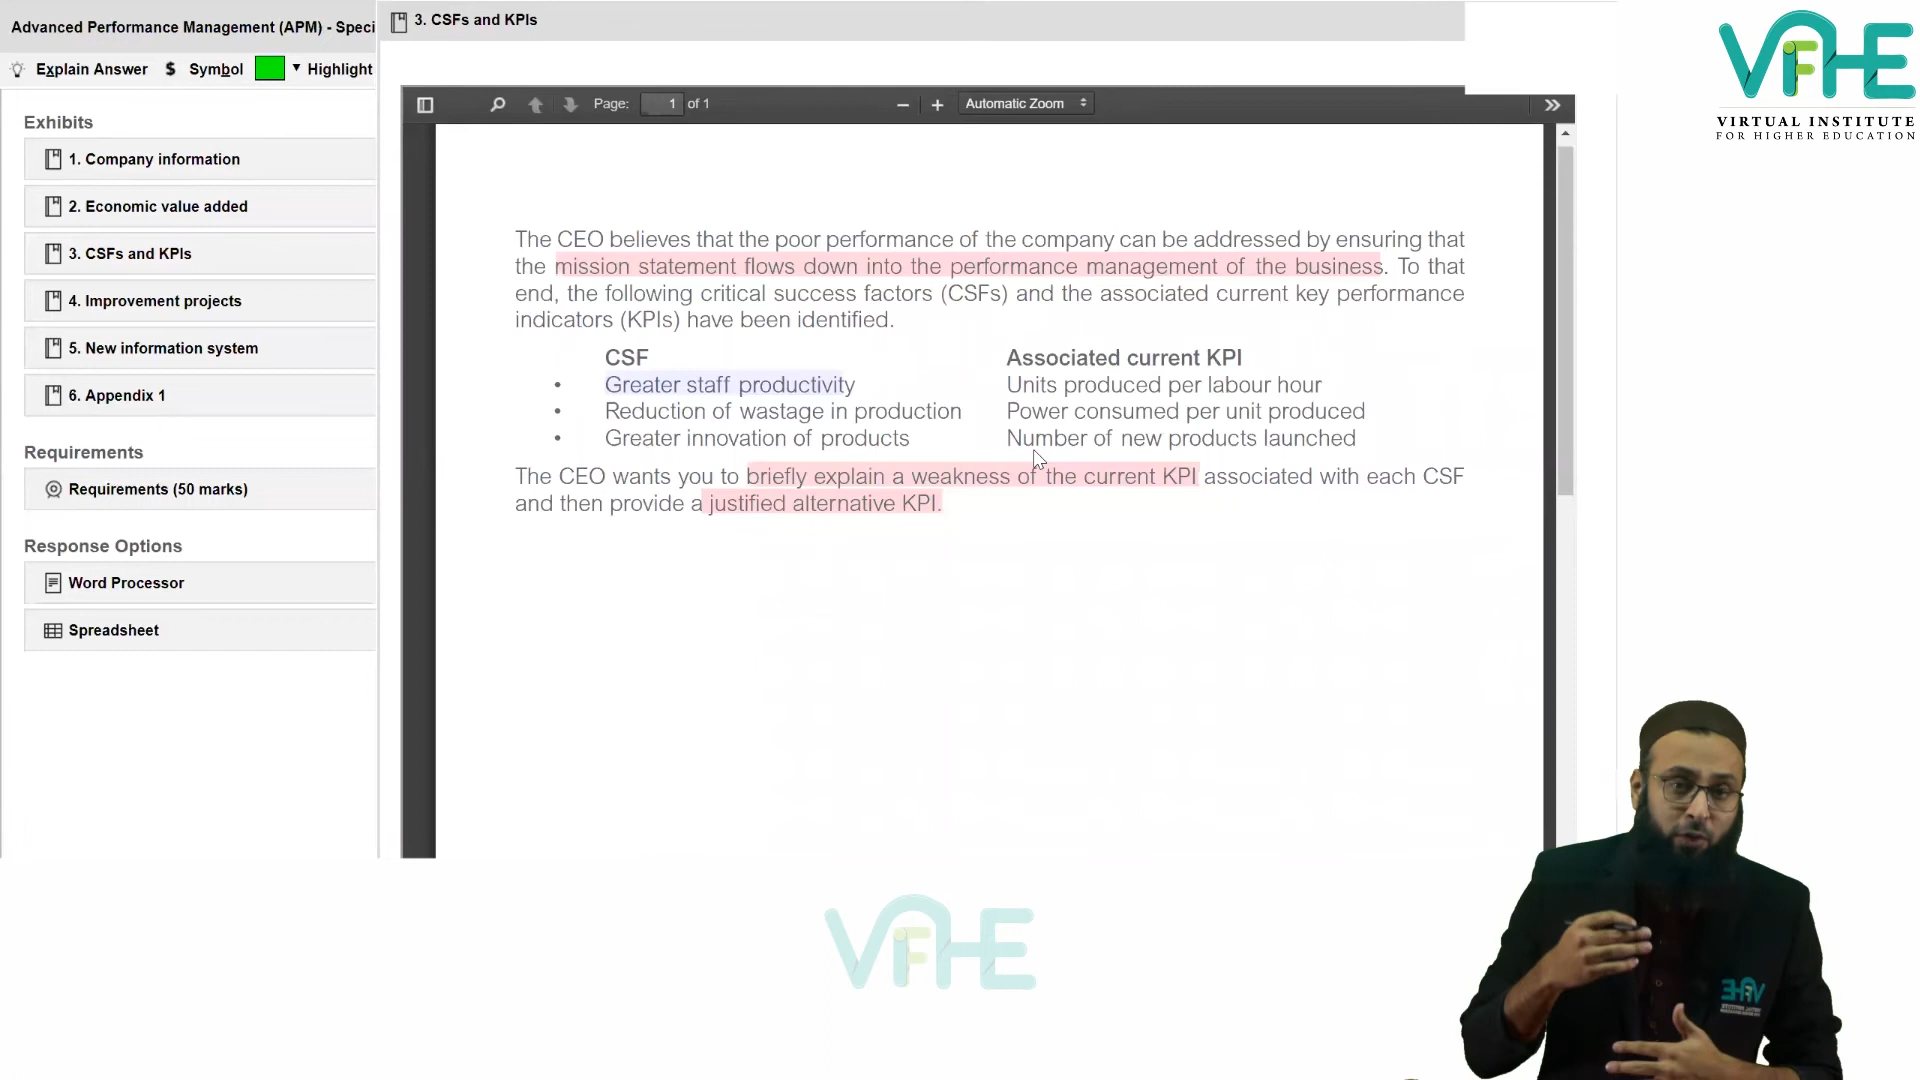 Advanced Performance Management (APM) - Speci
Explain Answer $ Symbol Highlight
Exhibits
1. Company information
2. Economic value added
3. CSFs and KPIs
4. Improvement projects
5. New information system
6. Appendix 1
Requirements
Requirements (50 marks)
Response Options
Word Processor
Spreadsheet
3. CSFs and KPIs
Page: 1 of 1 Automatic Zoom
The CEO believes that the poor performance of the company can be addressed by ensuring that
the mission statement flows down into the performance management of the business. To that
end, the following critical success factors (CSFs) and the associated current key performance
indicators (KPIs) have been identified.
CSF Associated current KPI
• Greater staff productivity Units produced per labour hour
• Reduction of wastage in production Power consumed per unit produced
• Greater innovation of products Number of new products launched
The CEO wants you to briefly explain a weakness of the current KPI associated with each CSF
and then provide a justified alternative KPI.
VIFHE
VIRTUAL INSTITUTE
FOR HIGHER EDUCATION
VIFHE